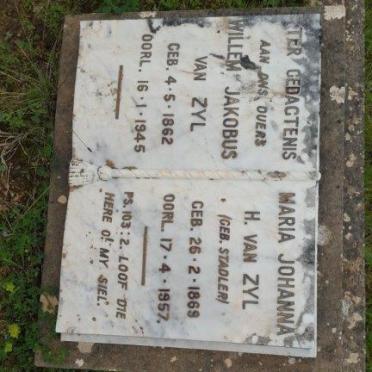 TER GEDACTENIS
AAN ONS OUERS
WILLEM JAKOBUS
VAN ZYL
GEB. 4·5·1862
OORL. 16·1·1945
MARIA JOHANNA
H. VAN ZYL
(GEB. STADLER)
GEB. 26·2·1869
OORL. 17·4·1957.
PS. 103:2. LOOF DIE
HERE O! MY SIEL.